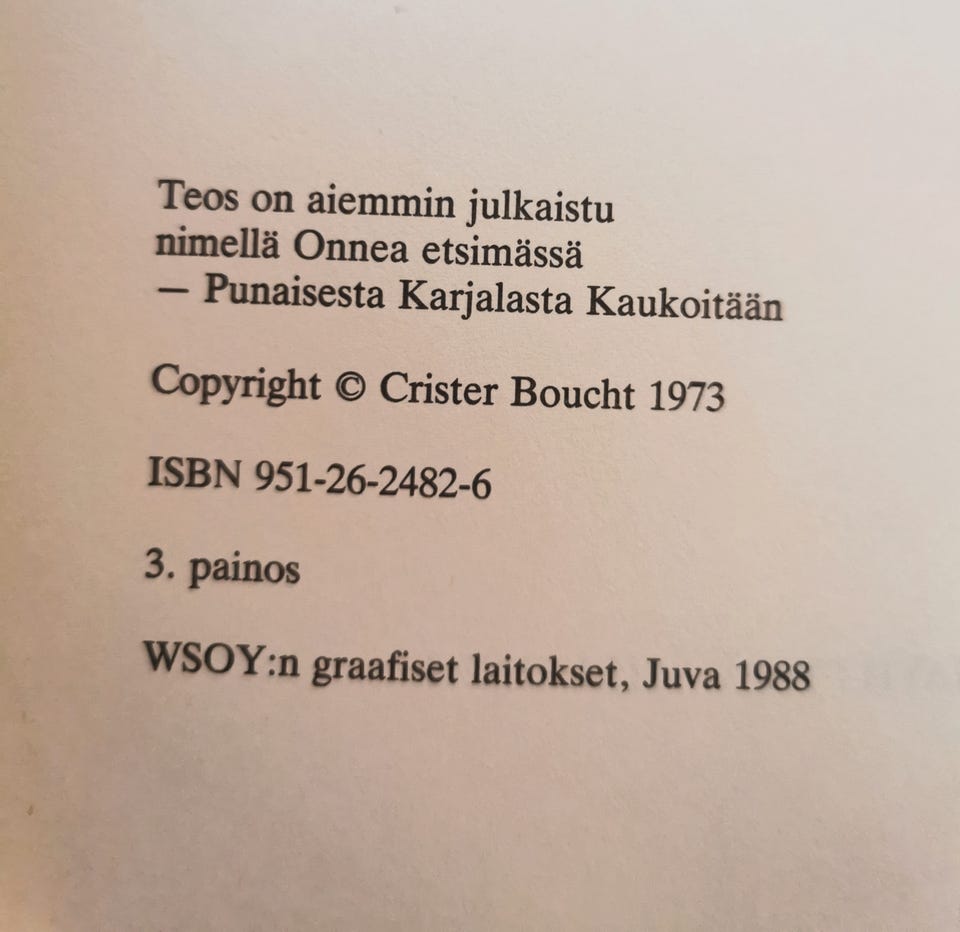 Teos on aiemmin julkaistu
nimellä Onnea etsimässä
— Punaisesta Karjalasta Kaukoitään
Copyright © Crister Boucht 1973
ISBN 951-26-2482-6
3. painos
WSOY:n graafiset laitokset, Juva 1988